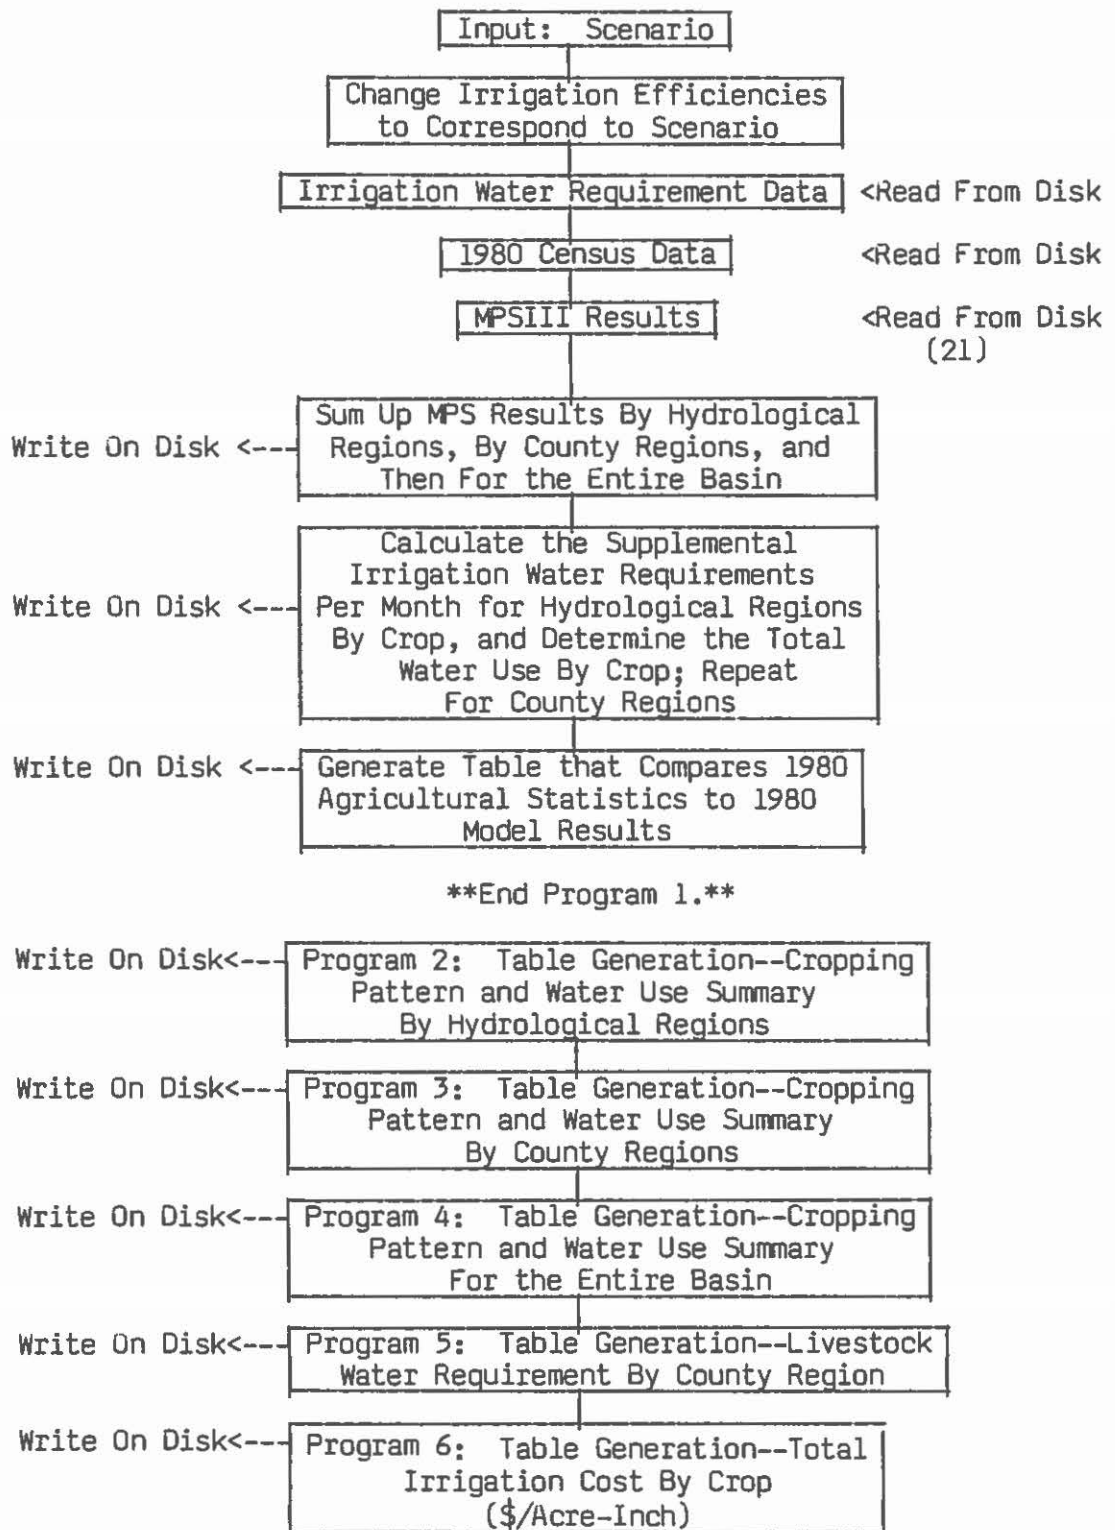 Input: Scenario
Change Irrigation Efficiencies
to Correspond to Scenario
Irrigation Water Requirement Data <Read From Disk
1980 Census Data <Read From Disk
MPSIII Results <Read From Disk
(21)
Sum Up MPS Results By Hydrological
Write On Disk <--- Regions, By County Regions, and
Then For the Entire Basin
Calculate the Supplemental
Irrigation Water Requirements
Write On Disk <--- Per Month for Hydrological Regions
By Crop, and Determine the Total
Water Use By Crop; Repeat
For County Regions
Write On Disk <--- Generate Table that Compares 1980
Agricultural Statistics to 1980
Model Results
**End Program 1.**
Write On Disk<--- Program 2: Table Generation--Cropping
Pattern and Water Use Summary
By Hydrological Regions
Write On Disk<--- Program 3: Table Generation--Cropping
Pattern and Water Use Summary
By County Regions
Write On Disk<--- Program 4: Table Generation--Cropping
Pattern and Water Use Summary
For the Entire Basin
Write On Disk<--- Program 5: Table Generation--Livestock
Water Requirement By County Region
Write On Disk<--- Program 6: Table Generation--Total
Irrigation Cost By Crop
($/Acre-Inch)